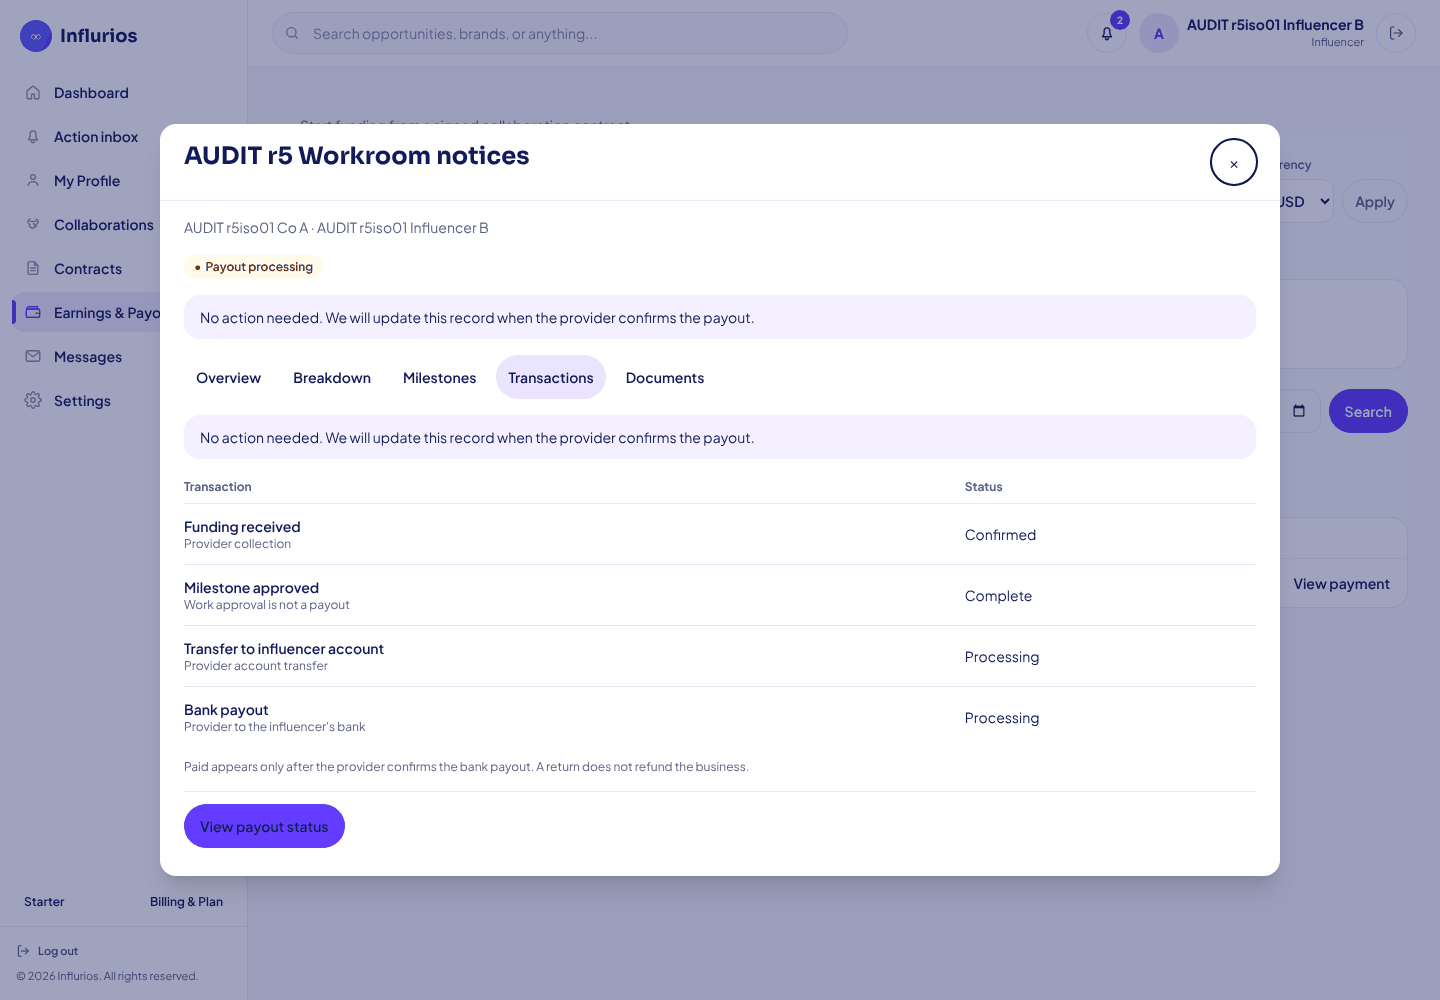 Influrios
Search opportunities, brands, or anything...
2
A
AUDIT r5iso01 Influencer B
Influencer
Dashboard
Action inbox
My Profile
Collaborations
Contracts
Earnings & Payo
Messages
Settings
Starter
Billing & Plan
Log out
© 2026 Influrios. All rights reserved.
Start funding from a signed collaboration contract
rency
USD
Apply
Search
View payment
AUDIT r5 Workroom notices
×
AUDIT r5iso01 Co A · AUDIT r5iso01 Influencer B
Payout processing
No action needed. We will update this record when the provider confirms the payout.
Overview
Breakdown
Milestones
Transactions
Documents
No action needed. We will update this record when the provider confirms the payout.
Transaction Status
Funding received
Provider collection
Confirmed
Milestone approved
Work approval is not a payout
Complete
Transfer to influencer account
Provider account transfer
Processing
Bank payout
Provider to the influencer's bank
Processing
Paid appears only after the provider confirms the bank payout. A return does not refund the business.
View payout status